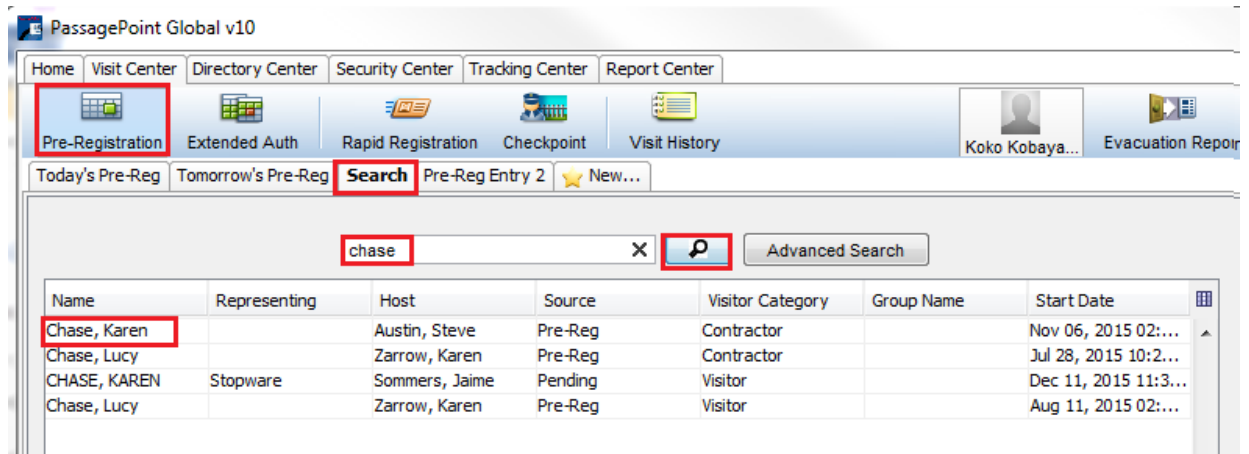 PassagePoint Global v10
Home Visit Center Directory Center Security Center Tracking Center Report Center
Pre-Registration Extended Auth Rapid Registration Checkpoint Visit History Koko Kobaya... Evacuation Repor
Today's Pre-Reg Tomorrow's Pre-Reg Search Pre-Reg Entry 2 New...
chase Advanced Search
Name Representing Host Source Visitor Category Group Name Start Date
Chase, Karen Austin, Steve Pre-Reg Contractor Nov 06, 2015 02:...
Chase, Lucy Zarrow, Karen Pre-Reg Contractor Jul 28, 2015 10:2...
CHASE, KAREN Stopware Sommers, Jaime Pending Visitor Dec 11, 2015 11:3...
Chase, Lucy Zarrow, Karen Pre-Reg Visitor Aug 11, 2015 02:...